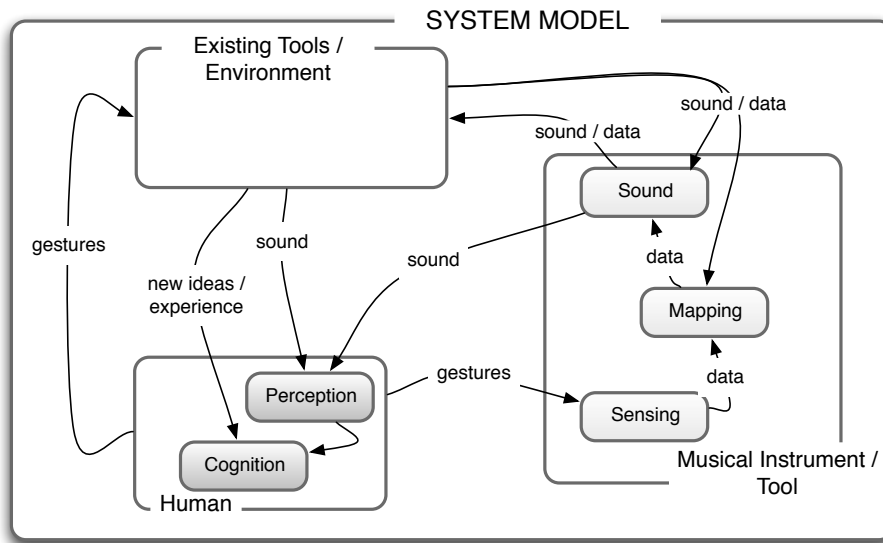 SYSTEM MODEL
Existing Tools /
Environment
sound / data
sound / data
Sound
gestures
sound
sound
data
new ideas /
experience
Mapping
gestures
data
Perception
Sensing
Cognition
Musical Instrument /
Tool
Human